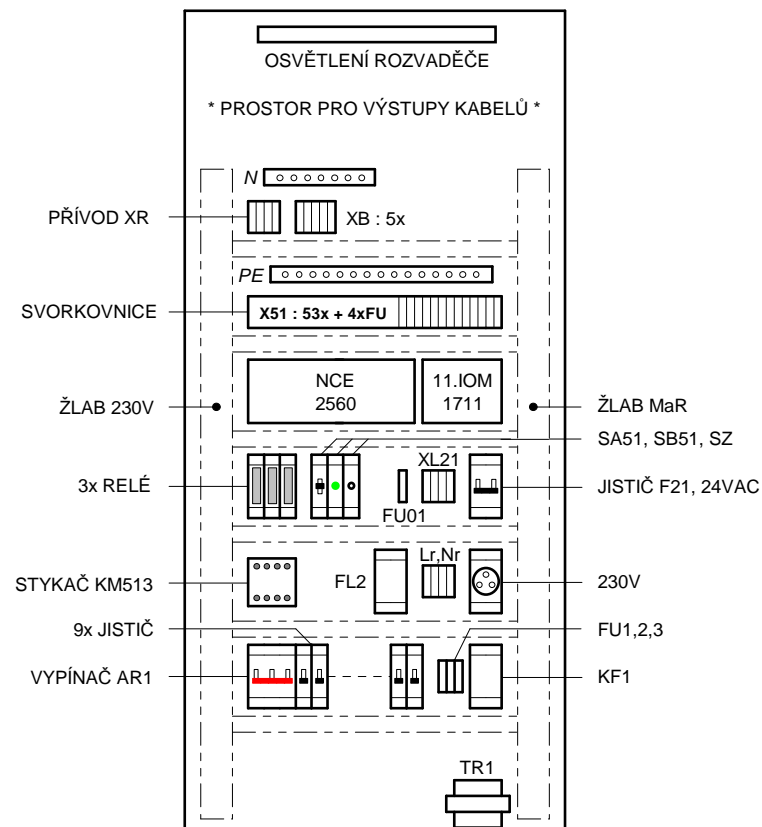 OSVĚTLENÍ ROZVADĚČE
* PROSTOR PRO VÝSTUPY KABELŮ *
N
PŘÍVOD XR
XB : 5x
PE
SVORKOVNICE
X51 : 53x + 4xFU
NCE
2560
11.IOM
1711
ŽLAB 230V
ŽLAB MaR
SA51, SB51, SZ
XL21
3x RELÉ
JISTIČ F21, 24VAC
FU01
Lr,Nr
STYKAČ KM513
FL2
230V
9x JISTIČ
FU1,2,3
VYPÍNAČ AR1
KF1
TR1